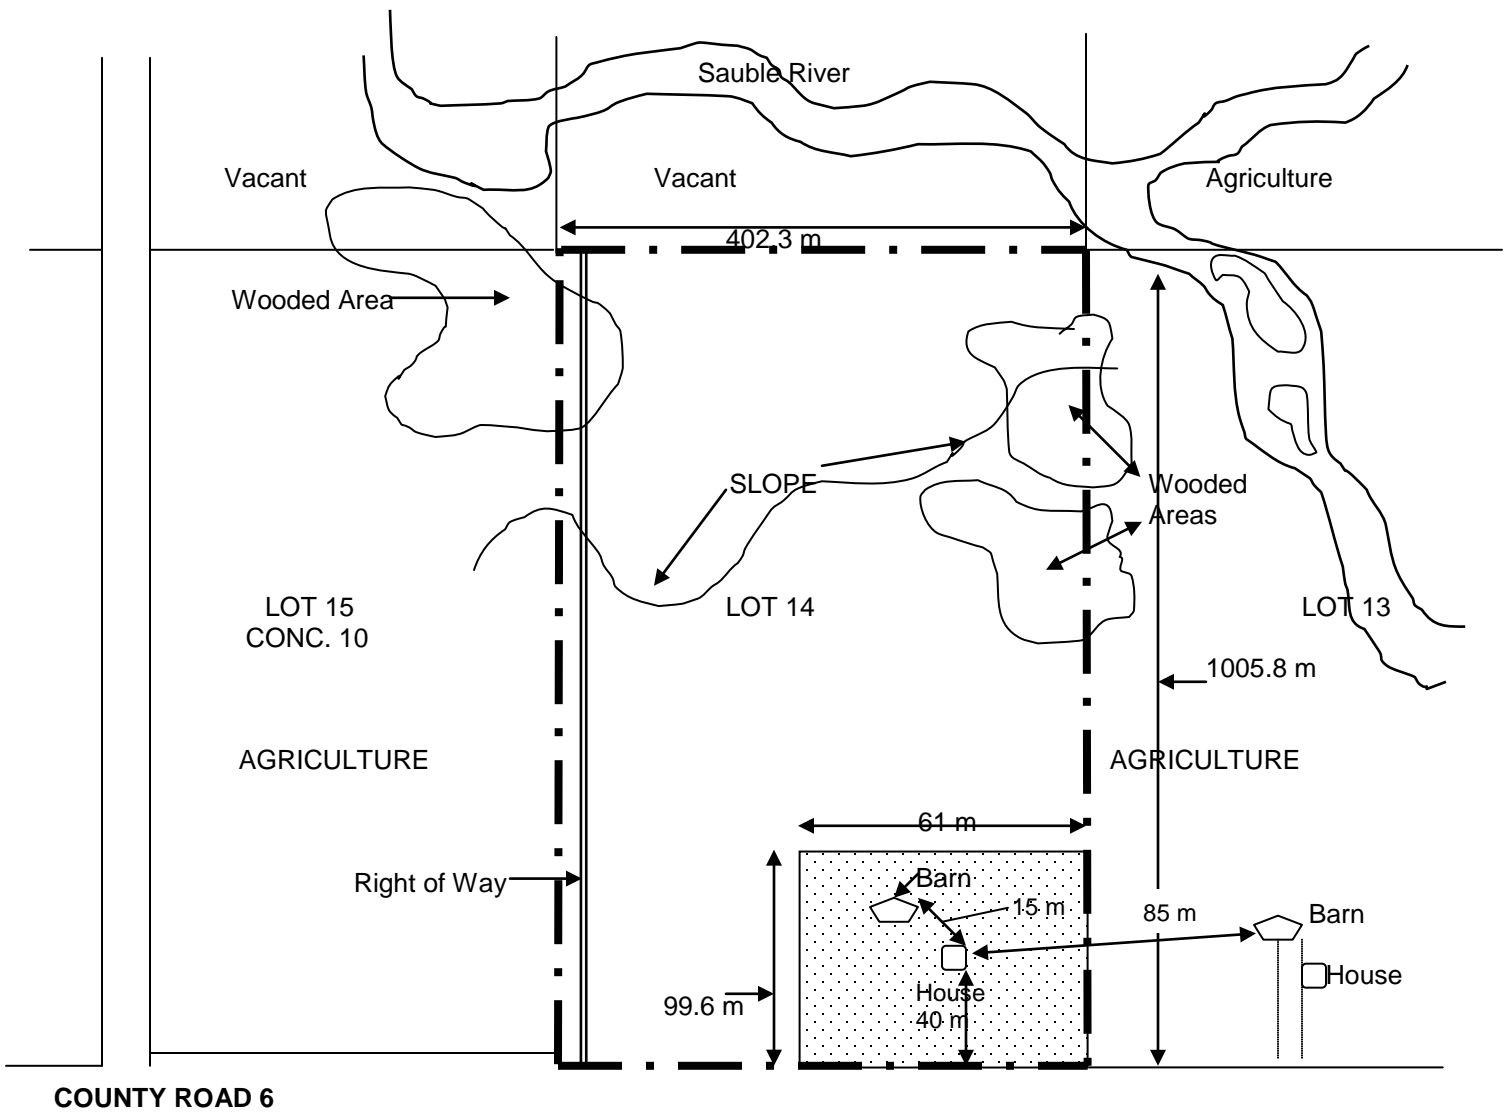 Sauble River
Vacant
Vacant
Agriculture
402.3 m
Wooded Area
SLOPE
Wooded
Areas
LOT 15
CONC. 10
LOT 14
LOT 13
1005.8 m
AGRICULTURE
AGRICULTURE
61 m
Right of Way
Barn
15 m
85 m
Barn
House
House
40 m
99.6 m
COUNTY ROAD 6